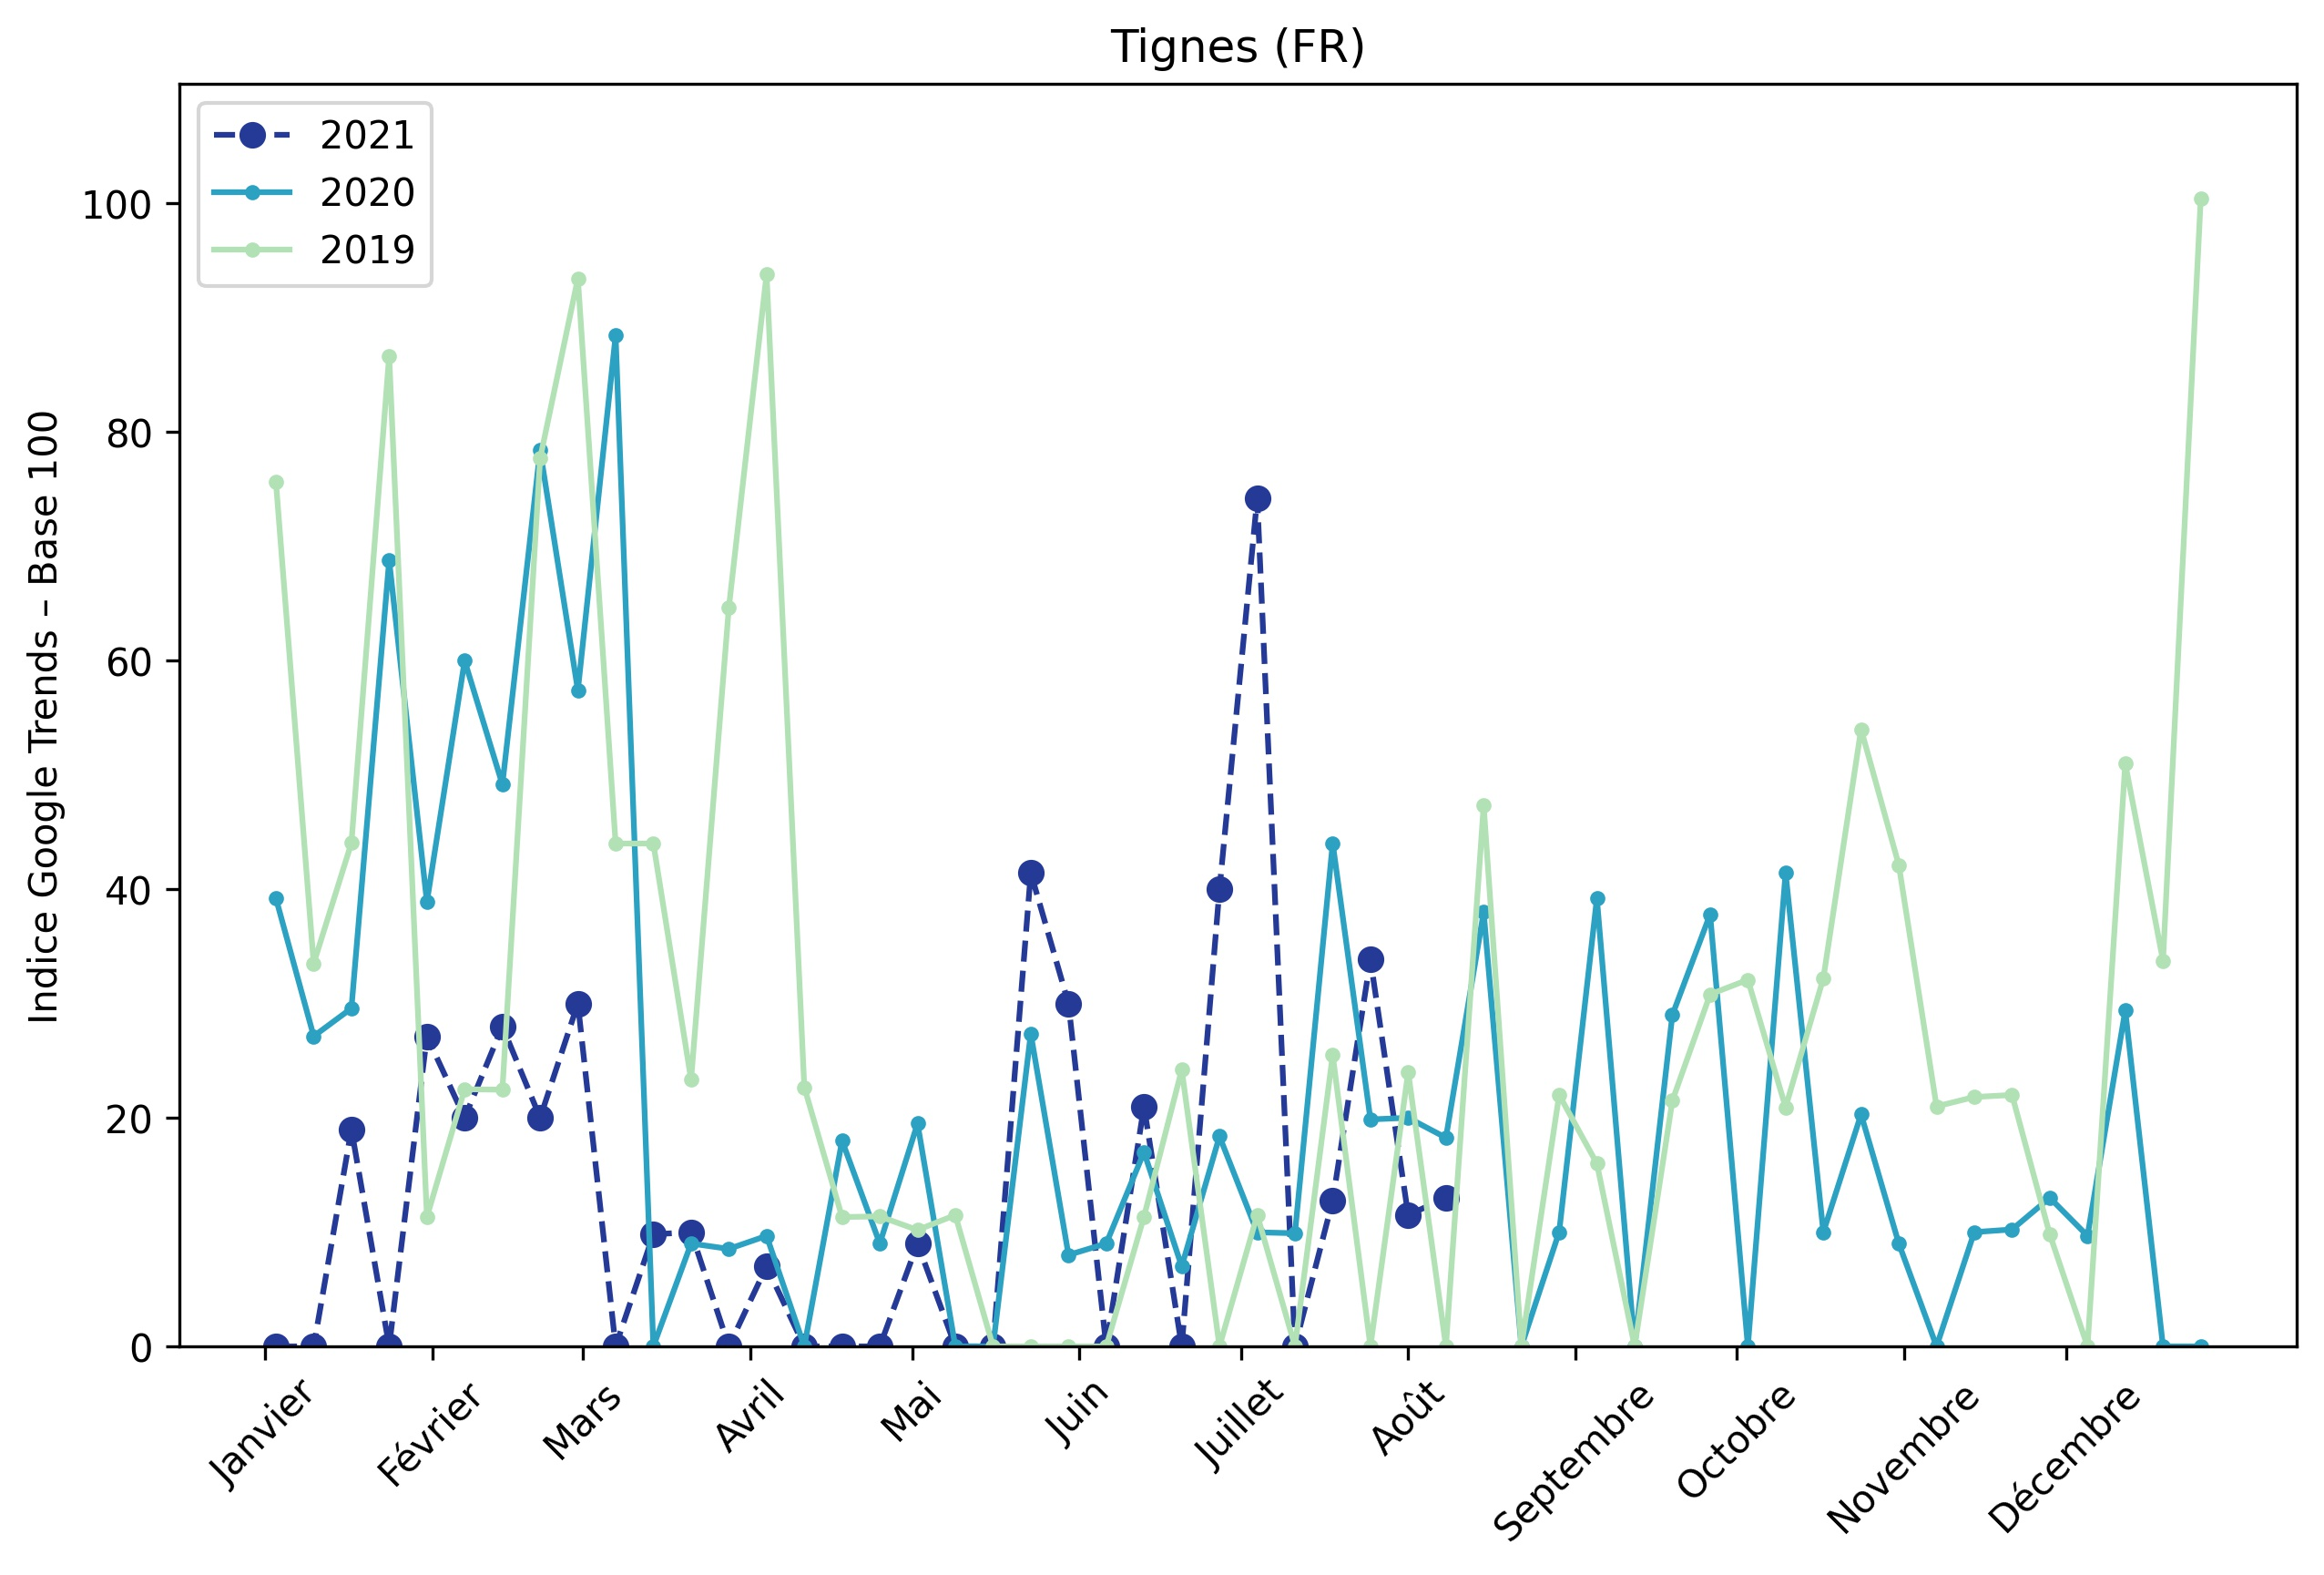 Tignes (FR)
2021
2020
2019
Indice Google Trends – Base 100
100
80
60
40
20
0
Janvier
Février
Mars
Avril
Mai
Juin
Juillet
Août
Septembre
Octobre
Novembre
Décembre